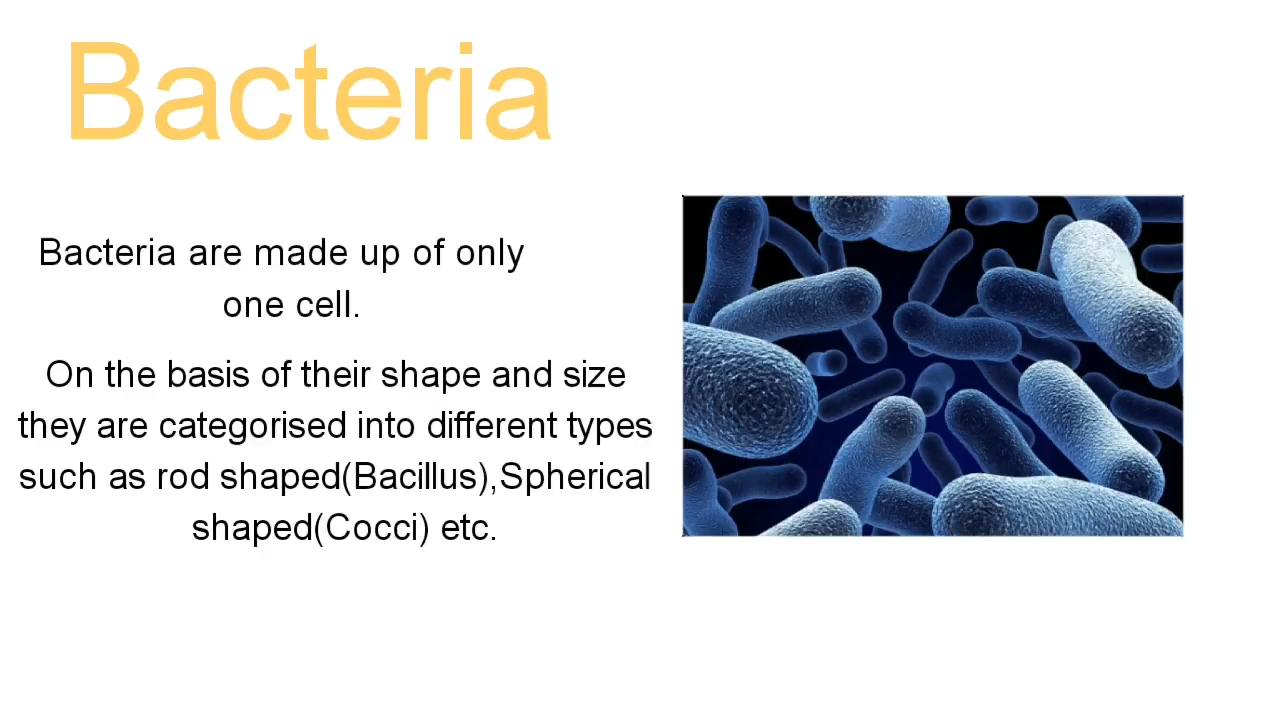 Bacteria
Bacteria are made up of only
one cell.
On the basis of their shape and size
they are categorised into different types
such as rod shaped(Bacillus),Spherical
shaped(Cocci) etc.